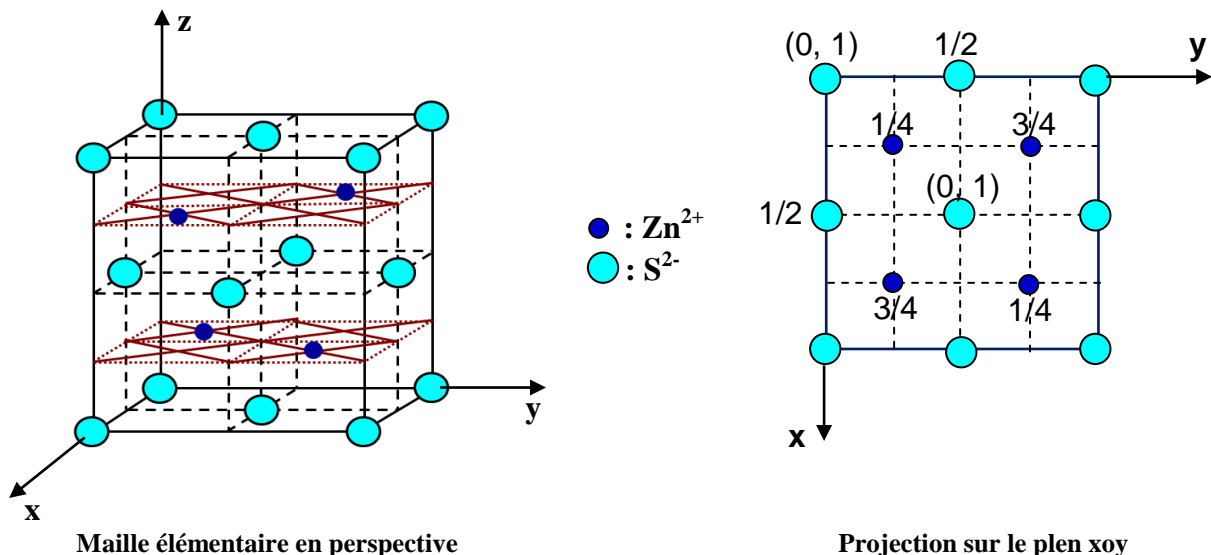 z
y
x
Maille élémentaire en perspective
: Zn²⁺
: S²⁻
(0, 1)
1/2
y
1/4
3/4
(0, 1)
1/2
3/4
1/4
x
Projection sur le plen xoy